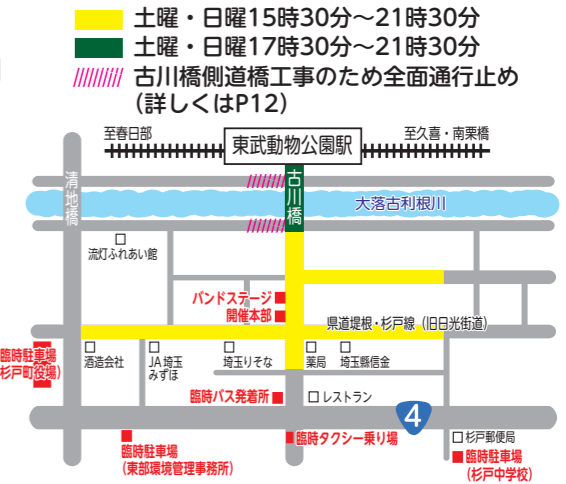 土曜・日曜15時30分～21時30分
土曜・日曜17時30分～21時30分
古川橋側道橋工事のため全面通行止め
(詳しくはP12)
至春日部
東武動物公園駅
至久喜・南栗橋
清地橋
古川橋
大落古利根川
流灯ふれあい館
バンドステージ
開催本部
県道堤根・杉戸線（旧日光街道）
臨時駐車場
杉戸町役場)
酒造会社
JA埼玉
みずほ
埼玉りそな
薬局
埼玉縣信金
臨時バス発着所
レストラン
4
臨時タクシー乗り場
臨時駐車場
(東部環境管理事務所)
杉戸郵便局
臨時駐車場
(杉戸中学校)